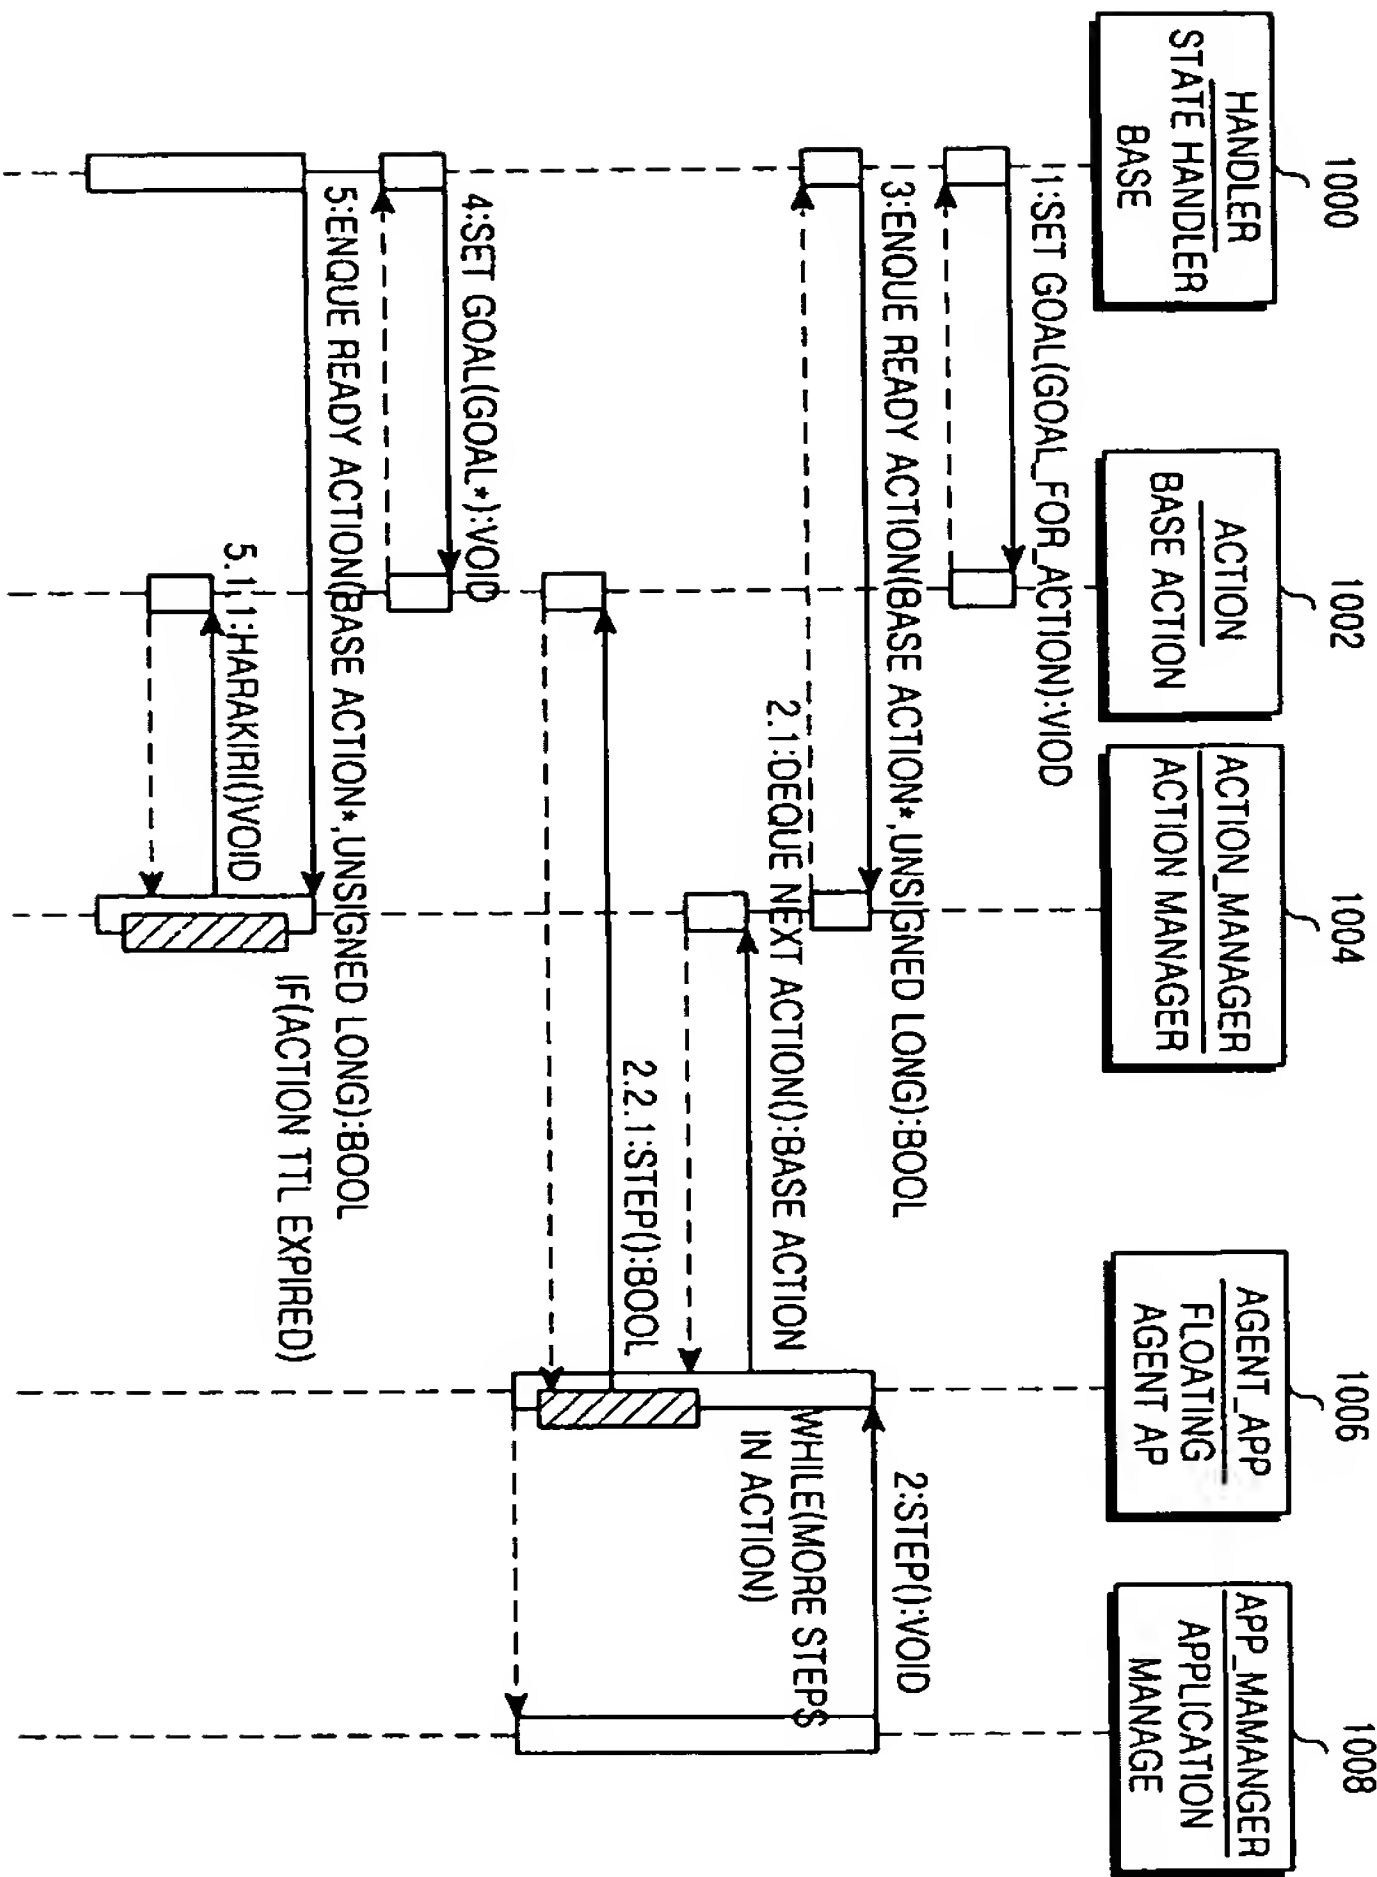 1000
HANDLER
STATE HANDLER
BASE
1002
ACTION
BASE ACTION
1004
ACTION_MANAGER
ACTION MANAGER
1006
AGENT_APP
FLOATING
AGENT AP
1008
APP_MAMANGER
APPLICATION
MANAGE
1:SET GOAL(GOAL_FOR_ACTION):VIOD
3:ENQUE READY ACTION(BASE ACTION*,UNSIGNED LONG):BOOL
2:STEP():VOID
2.1:DEQUE NEXT ACTION():BASE ACTION
WHILE(MORE STEPS
IN ACTION)
2.2.1:STEP():BOOL
4:SET GOAL(GOAL*):VOID
5:ENQUE READY ACTION(BASE ACTION*,UNSIGNED LONG):BOOL
IF(ACTION TTL EXPIRED)
5.1.1:HARAKIRI()VOID